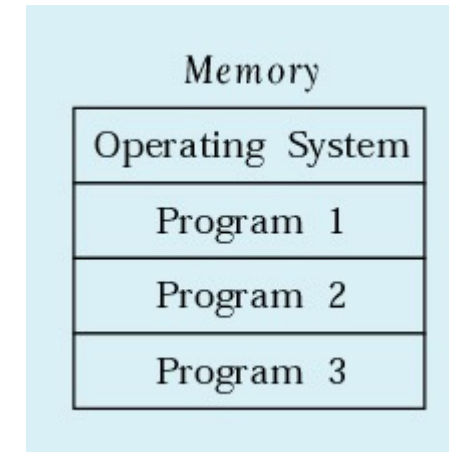 Memory
Operating System
Program 1
Program 2
Program 3